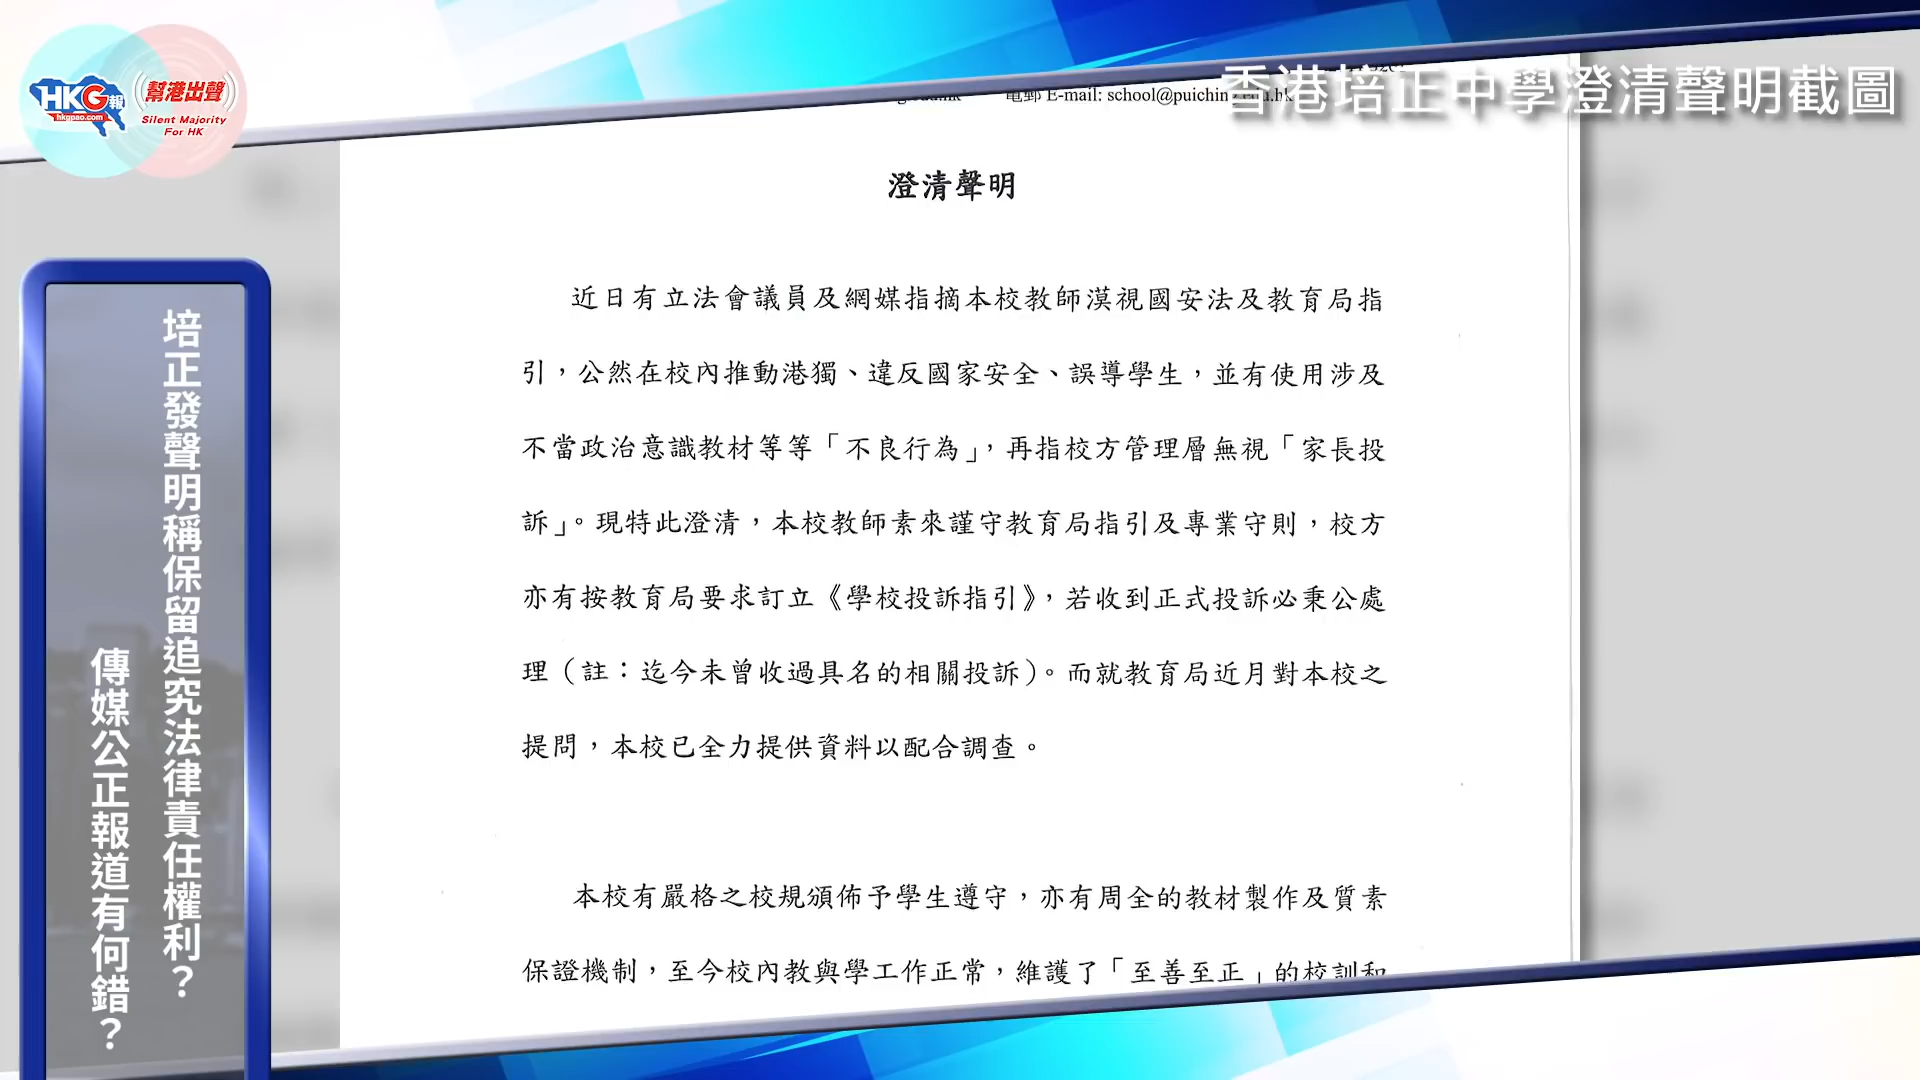 HKG報
hkgpao.com
幫港出聲
Silent Majority
For HK
香港培正中學澄清聲明截圖
電郵 E-mail: school@puiching.edu.hk
澄清聲明
近日有立法會議員及網媒指摘本校教師漠視國安法及教育局指
引，公然在校內推動港獨、違反國家安全、誤導學生，並有使用涉及
不當政治意識教材等等「不良行為」，再指校方管理層無視「家長投
訴」。現特此澄清，本校教師素來謹守教育局指引及專業守則，校方
亦有按教育局要求訂立《學校投訴指引》，若收到正式投訴必秉公處
理（註：迄今未曾收過具名的相關投訴）。而就教育局近月對本校之
提問，本校已全力提供資料以配合調查。
本校有嚴格之校規頒佈予學生遵守，亦有周全的教材製作及質素
保證機制，至今校內教與學工作正常，維護了「至善至正」的校訓和
培正發聲明稱保留追究法律責任權利？
傳媒公正報道有何錯？